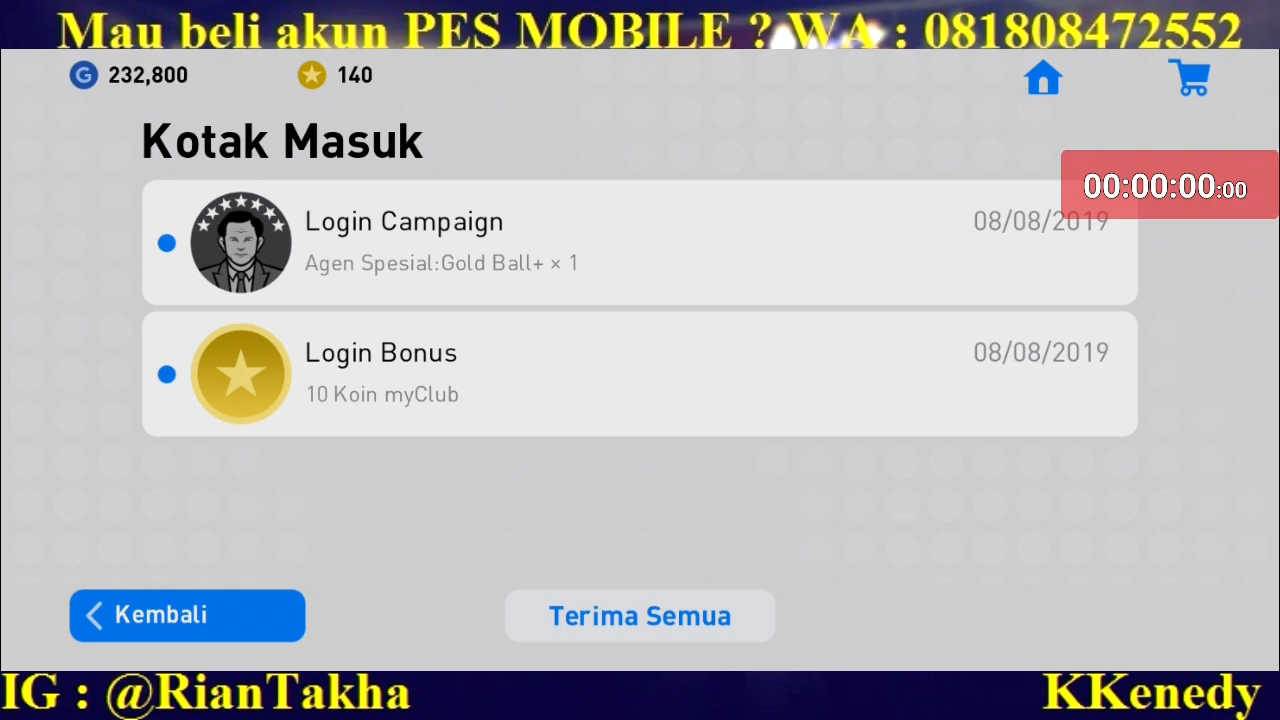 Mau beli akun PES MOBILE ? WA : 081808472552
G 232,800 140
Kotak Masuk
00:00:00:00
Login Campaign 08/08/2019
Agen Spesial:Gold Ball+ × 1
Login Bonus 08/08/2019
10 Koin myClub
Kembali Terima Semua
IG : @RianTakha KKenedy